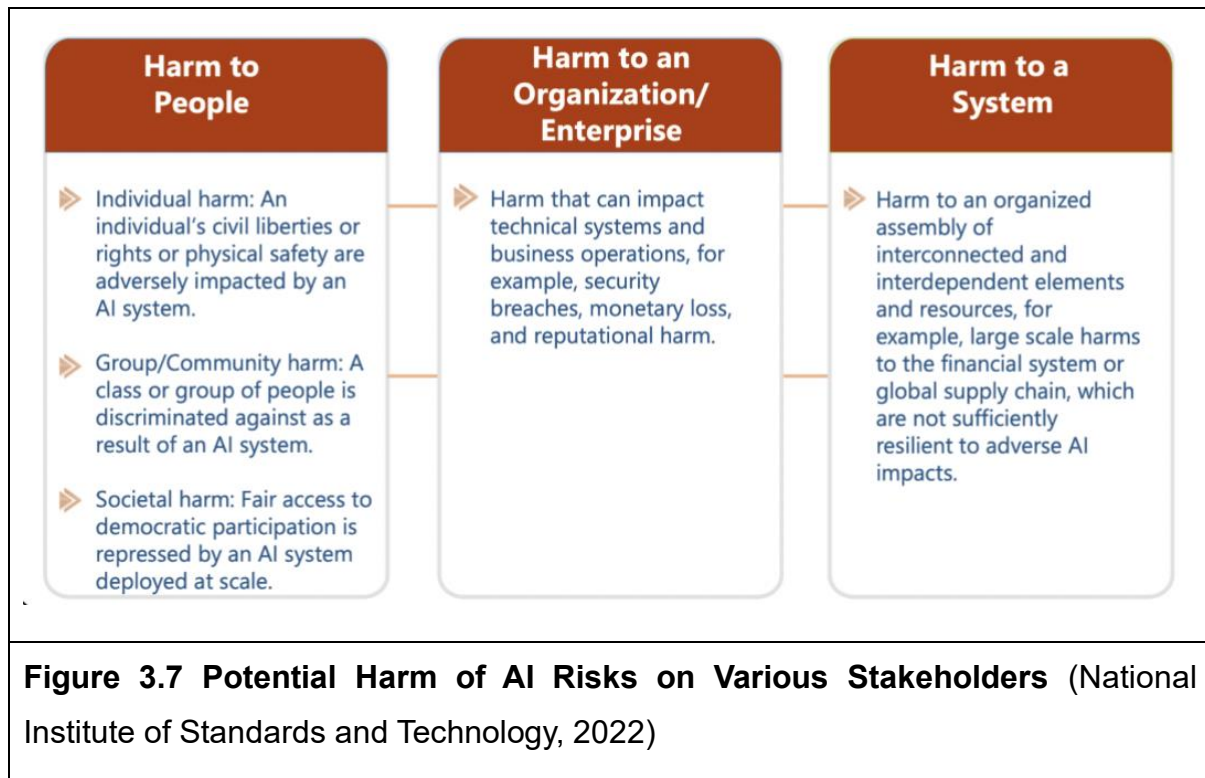 Harm to
People
Individual harm: An
individual's civil liberties or
rights or physical safety are
adversely impacted by an
AI system.
Group/Community harm: A
class or group of people is
discriminated against as a
result of an AI system.
Societal harm: Fair access to
democratic participation is
repressed by an AI system
deployed at scale.
Harm to an
Organization/
Enterprise
Harm that can impact
technical systems and
business operations, for
example, security
breaches, monetary loss,
and reputational harm.
Harm to a
System
Harm to an organized
assembly of
interconnected and
interdependent elements
and resources, for
example, large scale harms
to the financial system or
global supply chain, which
are not sufficiently
resilient to adverse AI
impacts.
Figure 3.7 Potential Harm of AI Risks on Various Stakeholders (National
Institute of Standards and Technology, 2022)